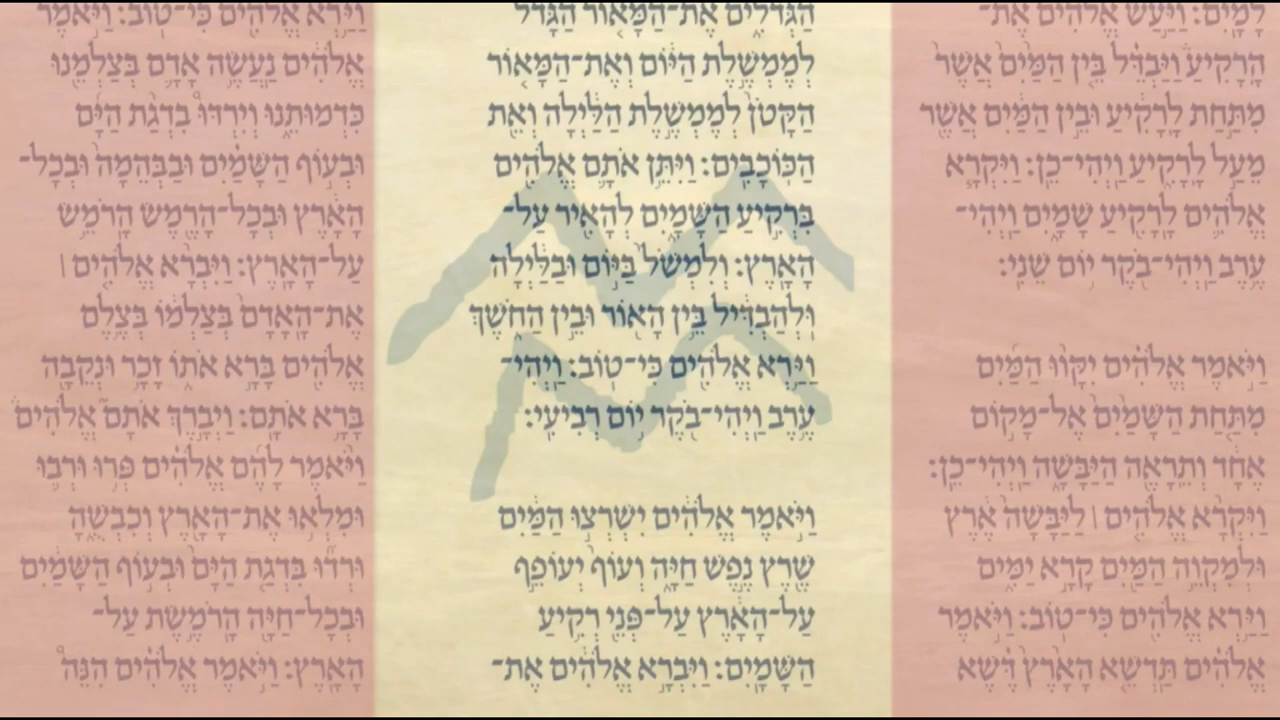 לַמָּיִם׃ וַיַּעַשׂ אֱלֹהִים אֶת־
הָרָקִיעַ וַיַּבְדֵּל בֵּין הַמַּיִם אֲשֶׁר
מִתַּחַת לָרָקִיעַ וּבֵין הַמַּיִם אֲשֶׁר
מֵעַל לָרָקִיעַ וַיְהִי־כֵן׃ וַיִּקְרָא
אֱלֹהִים לָרָקִיעַ שָׁמָיִם וַיְהִי־
עֶרֶב וַיְהִי־בֹקֶר יוֹם שֵׁנִי׃
וַיֹּאמֶר אֱלֹהִים יִקָּווּ הַמַּיִם
מִתַּחַת הַשָּׁמַיִם אֶל־מָקוֹם
אֶחָד וְתֵרָאֶה הַיַּבָּשָׁה וַיְהִי־כֵן׃
וַיִּקְרָא אֱלֹהִים ׀ לַיַּבָּשָׁה אֶרֶץ
וּלְמִקְוֵה הַמַּיִם קָרָא יַמִּים
וַיַּרְא אֱלֹהִים כִּי־טוֹב׃ וַיֹּאמֶר
אֱלֹהִים תַּדְשֵׁא הָאָרֶץ דֶּשֶׁא
הַגְּדֹלִים אֶת־הַמָּאוֹר הַגָּדֹל
לְמֶמְשֶׁלֶת הַיּוֹם וְאֶת־הַמָּאוֹר
הַקָּטֹן לְמֶמְשֶׁלֶת הַלַּיְלָה וְאֵת
הַכּוֹכָבִים׃ וַיִּתֵּן אֹתָם אֱלֹהִים
בִּרְקִיעַ הַשָּׁמָיִם לְהָאִיר עַל־
הָאָרֶץ׃ וְלִמְשֹׁל בַּיּוֹם וּבַלַּיְלָה
וּלְהַבְדִּיל בֵּין הָאוֹר וּבֵין הַחֹשֶׁךְ
וַיַּרְא אֱלֹהִים כִּי־טוֹב׃ וַיְהִי־
עֶרֶב וַיְהִי־בֹקֶר יוֹם רְבִיעִי׃
וַיֹּאמֶר אֱלֹהִים יִשְׁרְצוּ הַמַּיִם
שֶׁרֶץ נֶפֶשׁ חַיָּה וְעוֹף יְעוֹפֵף
עַל־הָאָרֶץ עַל־פְּנֵי רְקִיעַ
הַשָּׁמָיִם׃ וַיִּבְרָא אֱלֹהִים אֶת־
וַיַּרְא אֱלֹהִים כִּי־טוֹב׃ וַיֹּאמֶר
אֱלֹהִים נַעֲשֶׂה אָדָם בְּצַלְמֵנוּ
כִּדְמוּתֵנוּ וְיִרְדּוּ בִדְגַת הַיָּם
וּבְעוֹף הַשָּׁמַיִם וּבַבְּהֵמָה וּבְכָל־
הָאָרֶץ וּבְכָל־הָרֶמֶשׂ הָרֹמֵשׂ
עַל־הָאָרֶץ׃ וַיִּבְרָא אֱלֹהִים ׀
אֶת־הָאָדָם בְּצַלְמוֹ בְּצֶלֶם
אֱלֹהִים בָּרָא אֹתוֹ זָכָר וּנְקֵבָה
בָּרָא אֹתָם׃ וַיְבָרֶךְ אֹתָם אֱלֹהִים
וַיֹּאמֶר לָהֶם אֱלֹהִים פְּרוּ וּרְבוּ
וּמִלְאוּ אֶת־הָאָרֶץ וְכִבְשֻׁהָ
וּרְדוּ בִּדְגַת הַיָּם וּבְעוֹף הַשָּׁמַיִם
וּבְכָל־חַיָּה הָרֹמֶשֶׂת עַל־
הָאָרֶץ׃ וַיֹּאמֶר אֱלֹהִים הִנֵּה